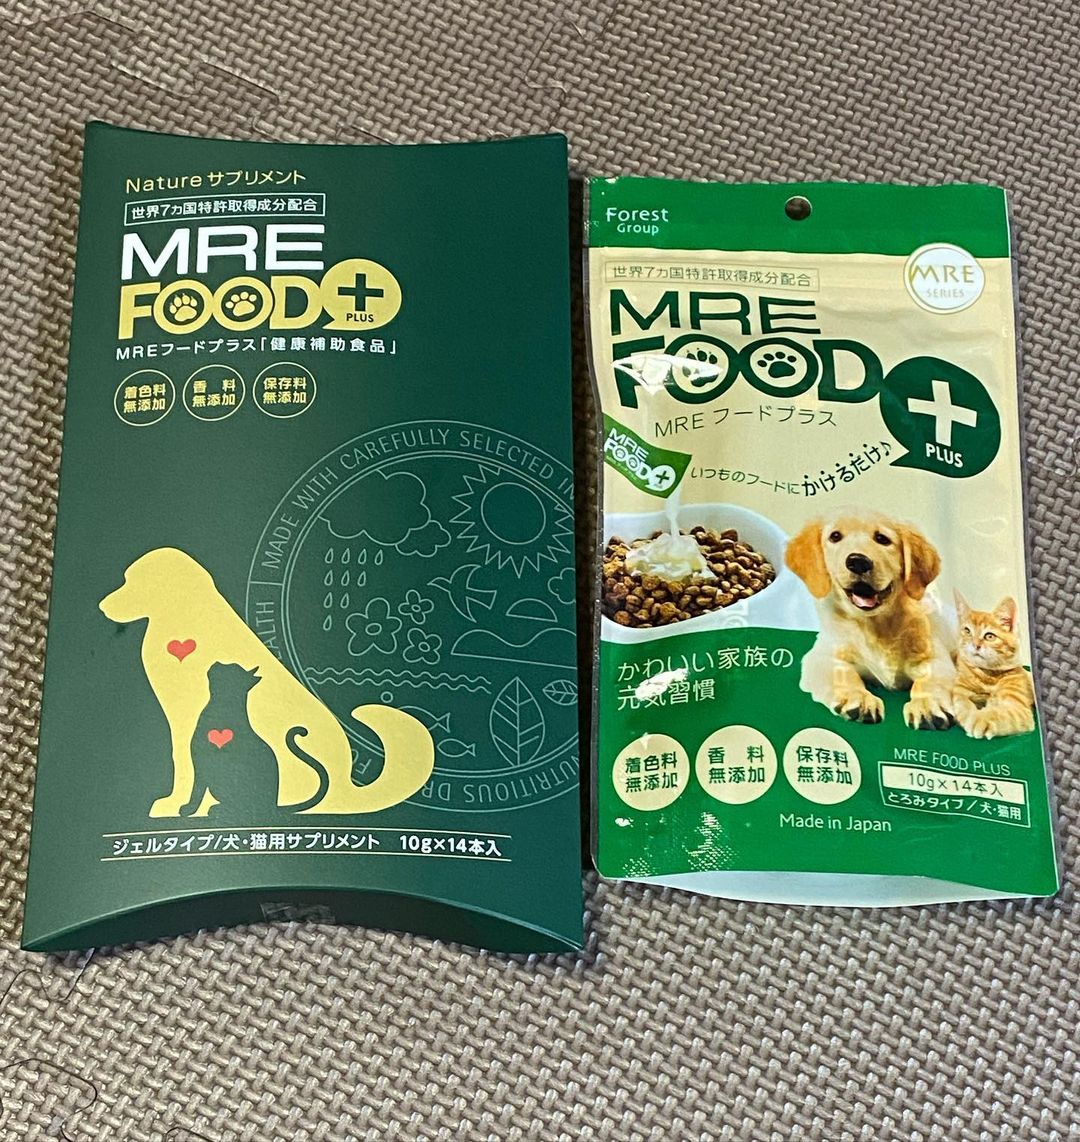 Nature サプリメント
世界7ヵ国特許取得成分配合
MRE
FOOD+
PLUS
MREフードプラス「健康補助食品」
着色料
無添加
香料
無添加
保存料
無添加
MADE WITH CAREFULLY SELECTED IN
ALTH
NUTRITIOUS DR
ジェルタイプ/犬・猫用サプリメント 10g×14本入
Forest
Group
世界7ヵ国特許取得成分配合
MRE
SERIES
MRE
FOOD+
PLUS
MRE フードプラス
MRE
FOOD+
いつものフードにかけるだけ♪
かわいい家族の
元気習慣
着色料
無添加
香料
無添加
保存料
無添加
MRE FOOD PLUS
10g×14本入
とろみタイプ/犬・猫用
Made in Japan